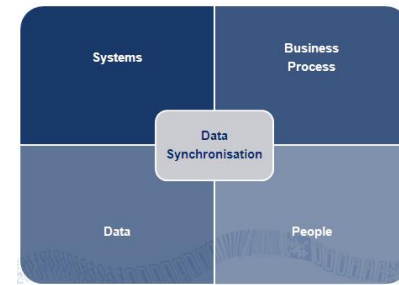 Systems
Business
Process
Data
Synchronisation
Data
People